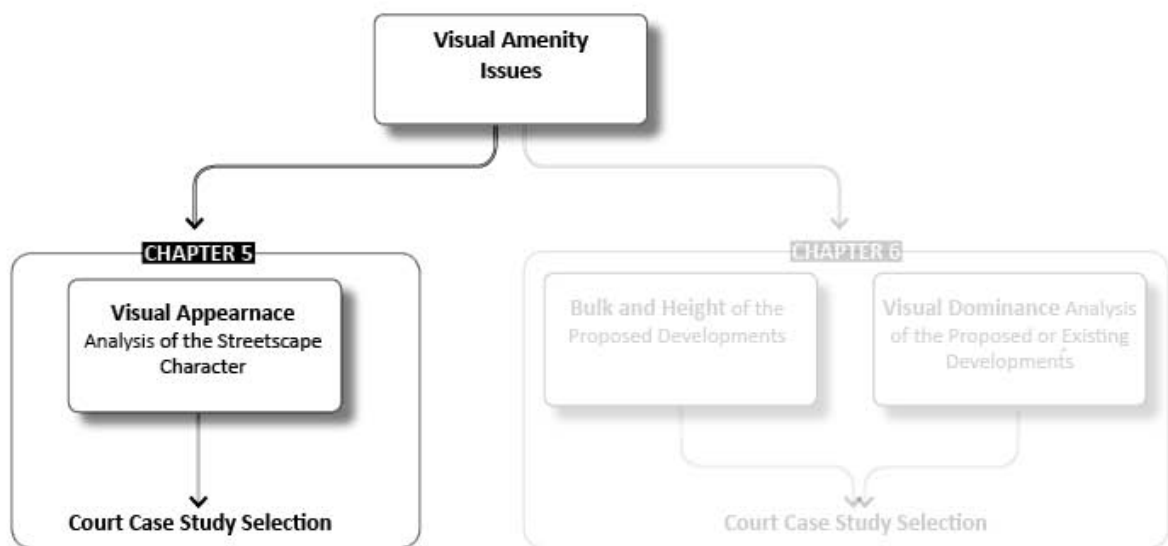 Visual Amenity
Issues
CHAPTER 5
Visual Appearnace
Analysis of the Streetscape
Character
Court Case Study Selection
CHAPTER 6
Bulk and Height of the
Proposed Developments
Visual Dominance Analysis
of the Proposed or Existing
Developments
Court Case Study Selection